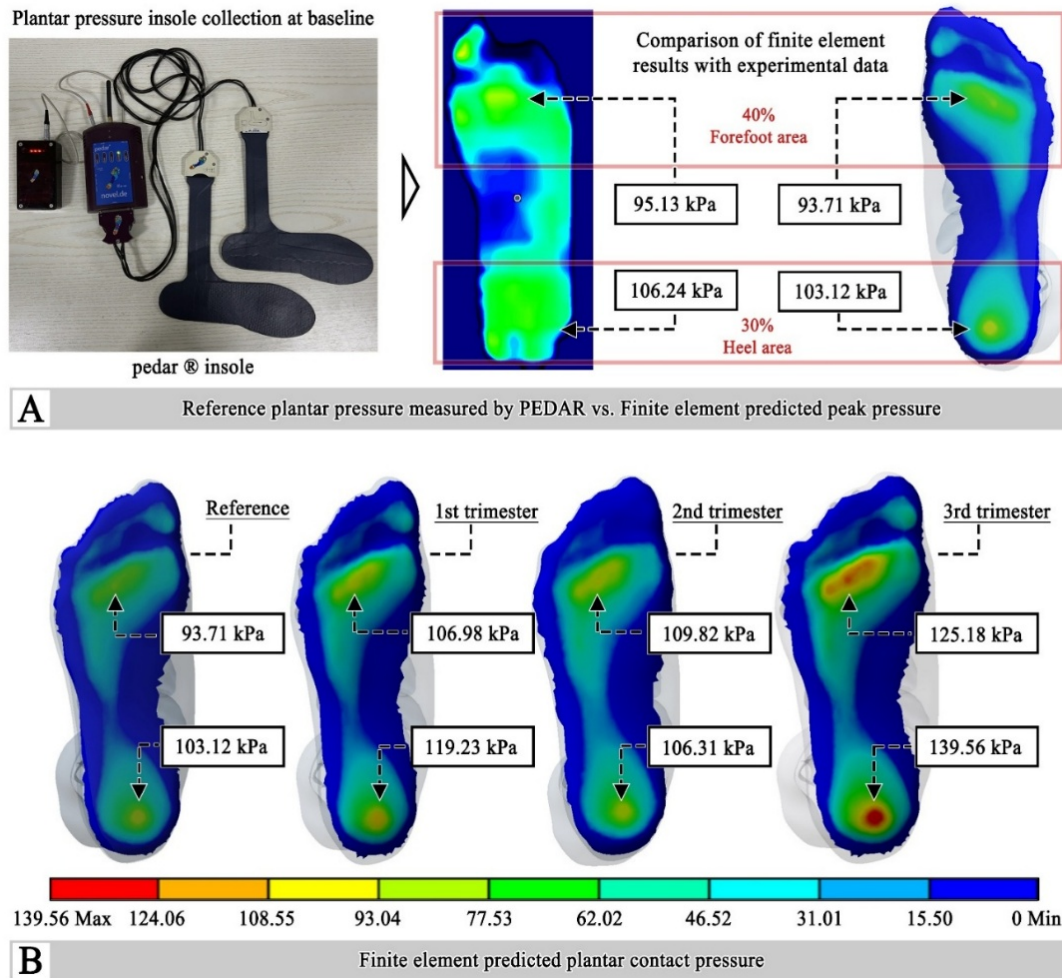 Plantar pressure insole collection at baseline
pedar
novel.de
pedar ® insole
Comparison of finite element
results with experimental data
40%
Forefoot area
95.13 kPa
93.71 kPa
106.24 kPa
103.12 kPa
30%
Heel area
A
Reference plantar pressure measured by PEDAR vs. Finite element predicted peak pressure
Reference
1st trimester
2nd trimester
3rd trimester
93.71 kPa
106.98 kPa
109.82 kPa
125.18 kPa
103.12 kPa
119.23 kPa
106.31 kPa
139.56 kPa
139.56 Max
124.06
108.55
93.04
77.53
62.02
46.52
31.01
15.50
0 Min
B
Finite element predicted plantar contact pressure